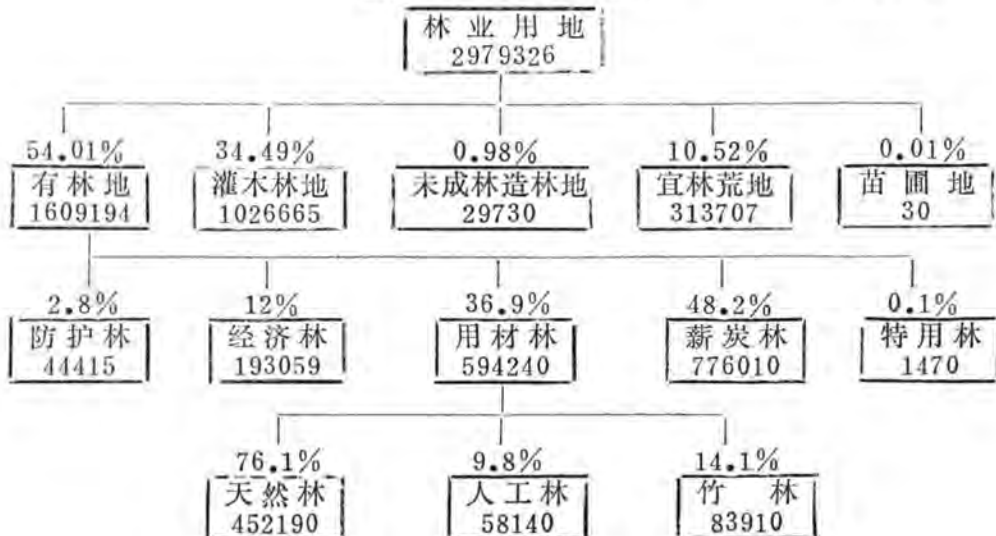 林业用地
2979326
54.01% 34.49% 0.98% 10.52% 0.01%
有林地 灌木林地 未成林造林地 宜林荒地 苗圃地
1609194 1026665 29730 313707 30
2.8% 12% 36.9% 48.2% 0.1%
防护林 经济林 用材林 薪炭林 特用林
44415 193059 594240 776010 1470
76.1% 9.8% 14.1%
天然林 人工林 竹林
452190 58140 83910